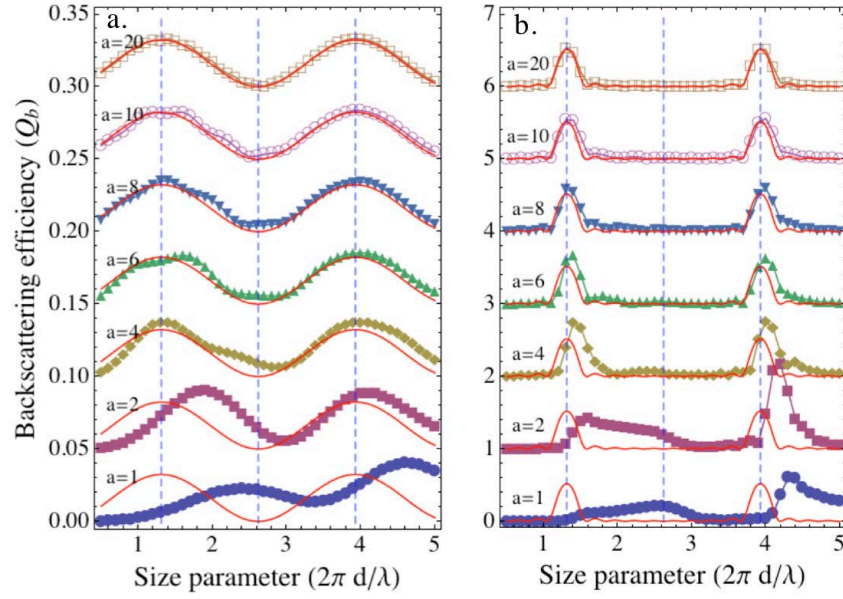 a.
Backscattering efficiency (Q_b)
0.35
0.30
0.25
0.20
0.15
0.10
0.05
0.00
a=20
a=10
a=8
a=6
a=4
a=2
a=1
1 2 3 4 5
Size parameter (2π d/λ)
b.
7
6
5
4
3
2
1
0
a=20
a=10
a=8
a=6
a=4
a=2
a=1
1 2 3 4 5
Size parameter (2π d/λ)